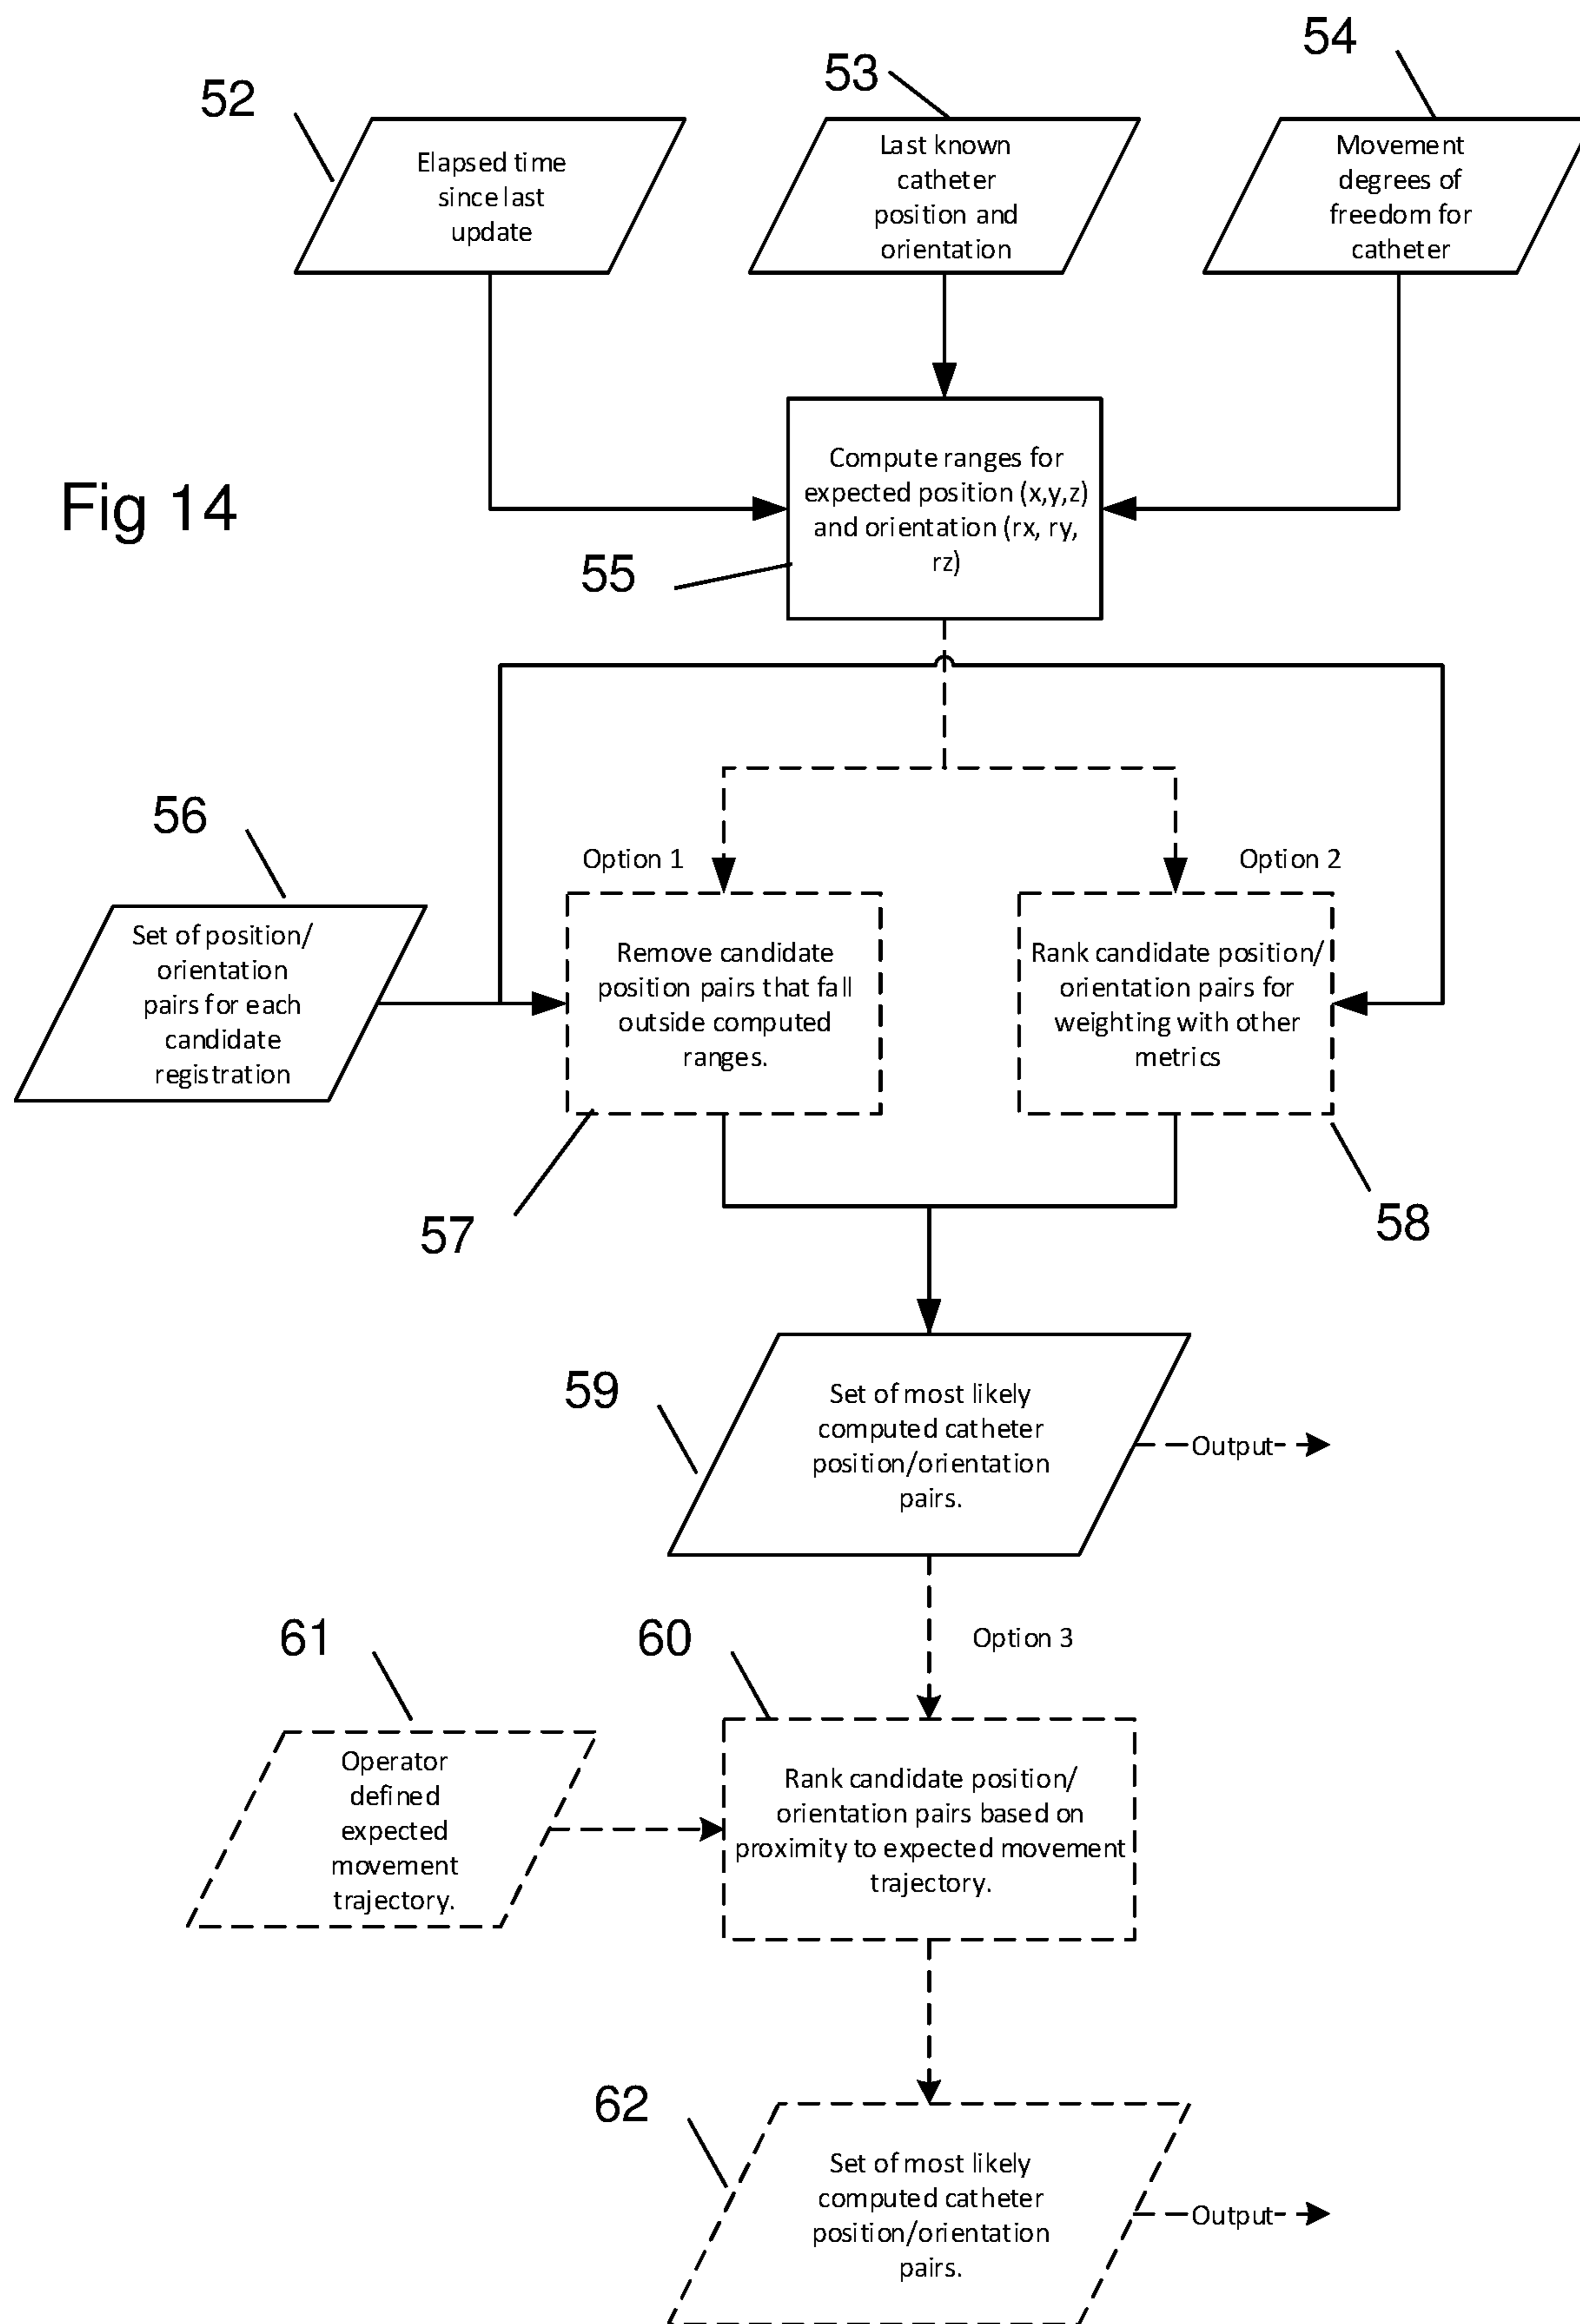 54
53
52
Elapsed time
since last
update
Last known
catheter
position and
orientation
Movement
degrees of
freedom for
catheter
Fig 14
Compute ranges for
expected position (x,y,z)
and orientation (rx, ry,
rz)
55
56
Option 1
Option 2
Set of position/
orientation
pairs for each
candidate
registration
Remove candidate
position pairs that fall
outside computed
ranges.
Rank candidate position/
orientation pairs for
weighting with other
metrics
57
58
59
Set of most likely
computed catheter
position/orientation
pairs.
Output
61
60
Option 3
Operator
defined
expected
movement
trajectory.
Rank candidate position/
orientation pairs based on
proximity to expected movement
trajectory.
62
Set of most likely
computed catheter
position/orientation
pairs.
Output